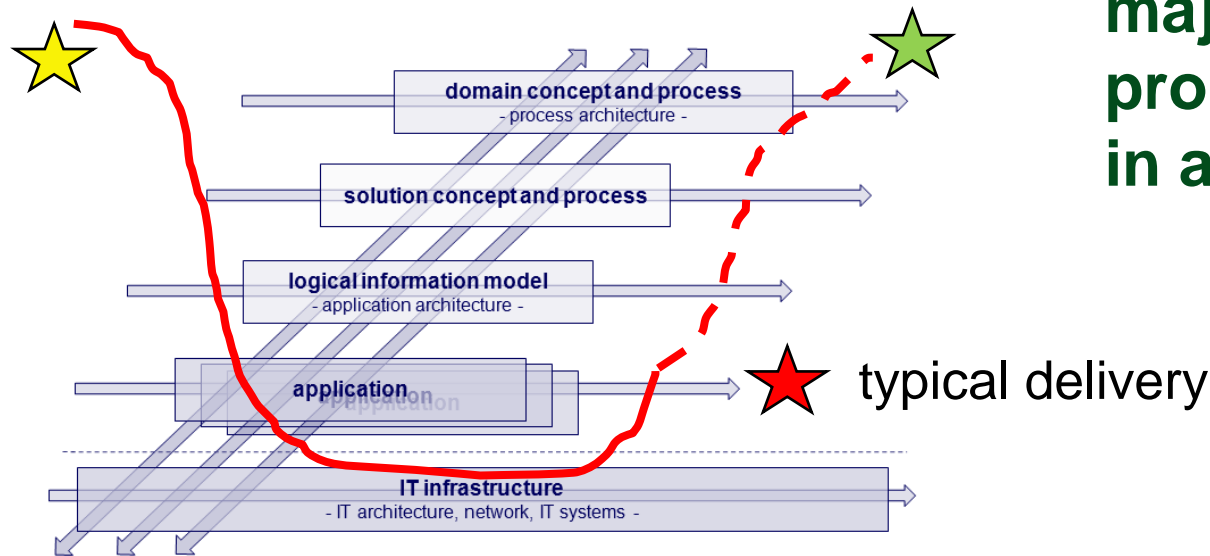 maj
pro
in a
domain concept and process
- process architecture -
solution concept and process
logical information model
- application architecture -
application
application
typical delivery
IT infrastructure
- IT architecture, network, IT systems -